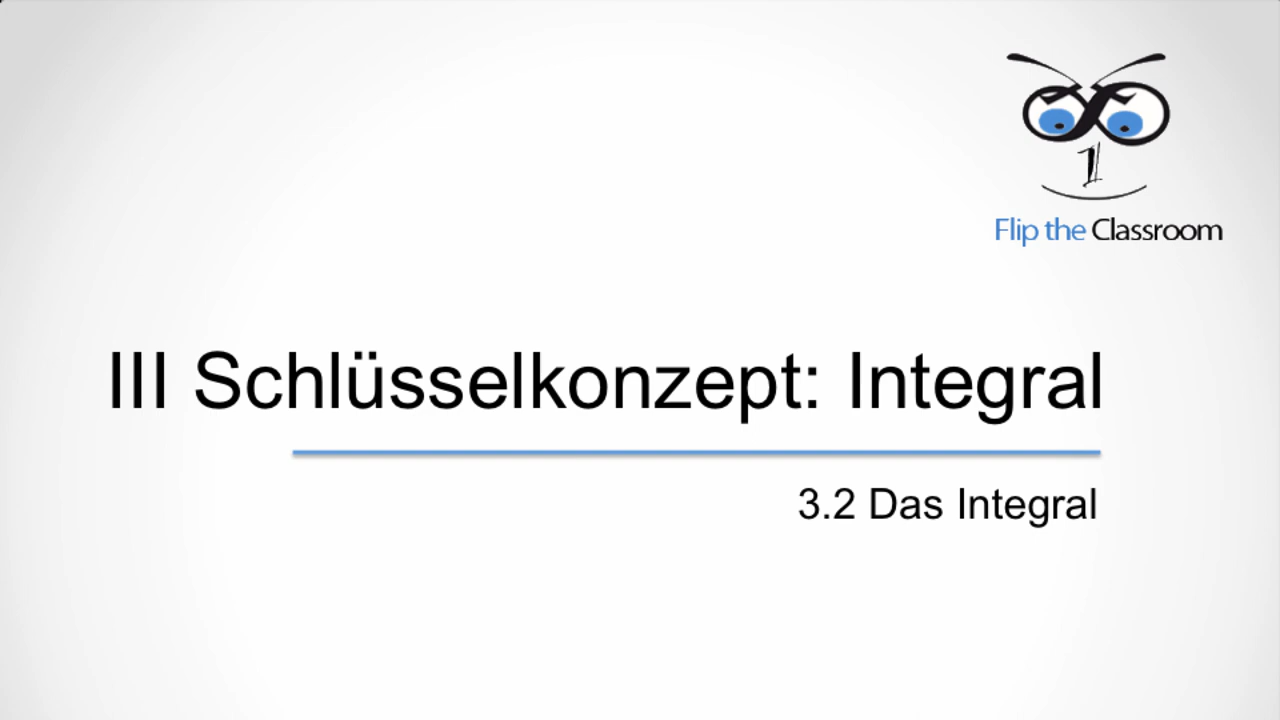 Flip the Classroom
III Schlüsselkonzept: Integral
3.2 Das Integral